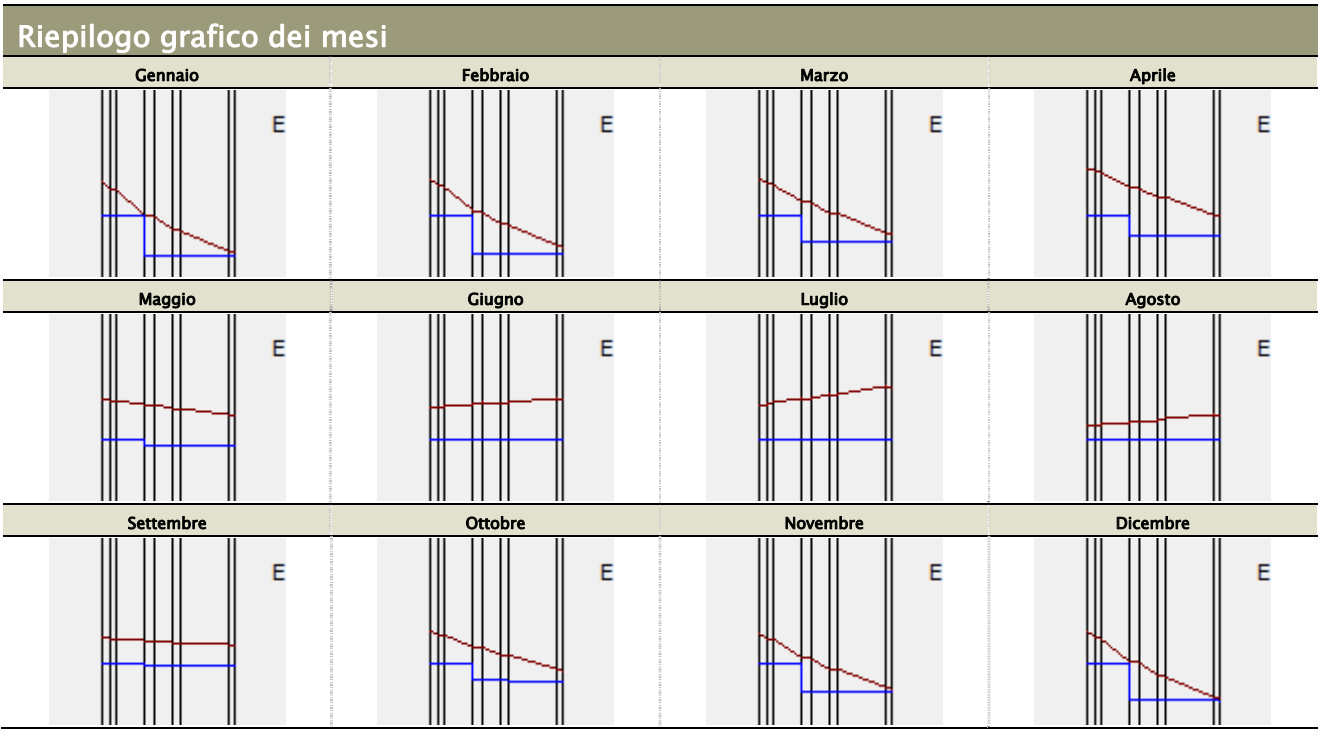 Riepilogo grafico dei mesi
Gennaio Febbraio Marzo Aprile
E E E E
Maggio Giugno Luglio Agosto
E E E E
Settembre Ottobre Novembre Dicembre
E E E E